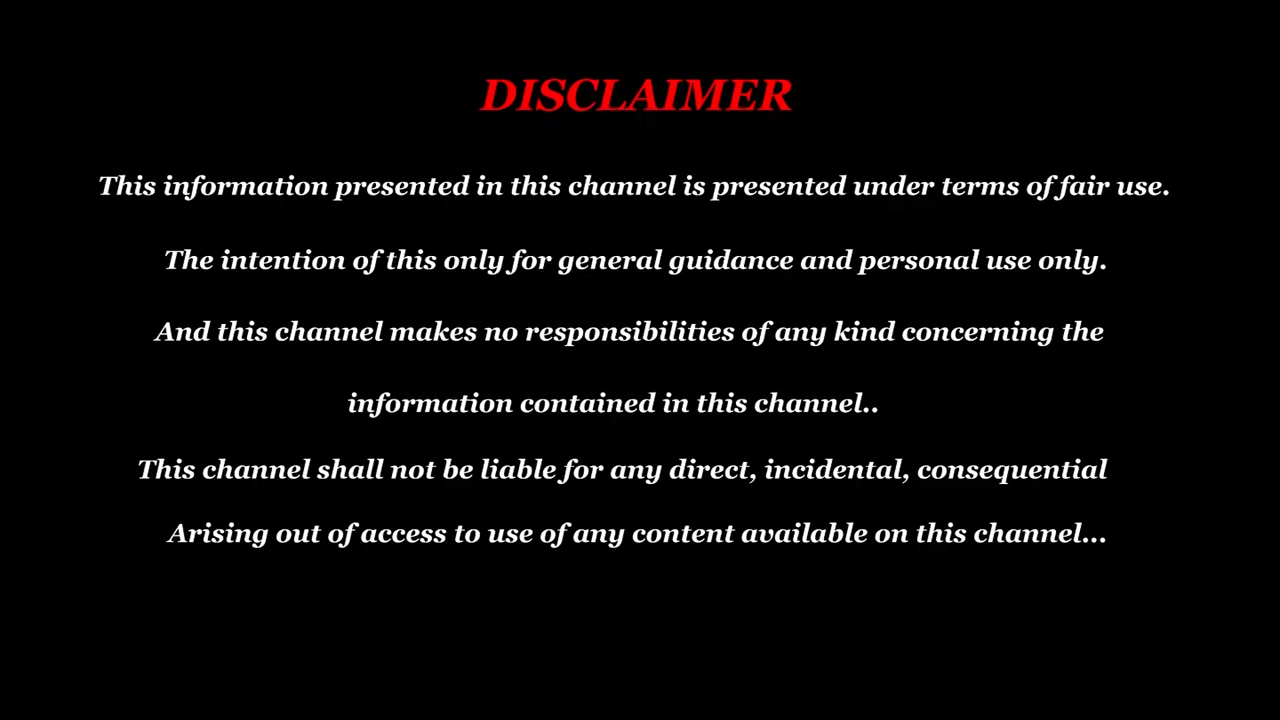 DISCLAIMER
This information presented in this channel is presented under terms of fair use.
The intention of this only for general guidance and personal use only.
And this channel makes no responsibilities of any kind concerning the
information contained in this channel..
This channel shall not be liable for any direct, incidental, consequential
Arising out of access to use of any content available on this channel...